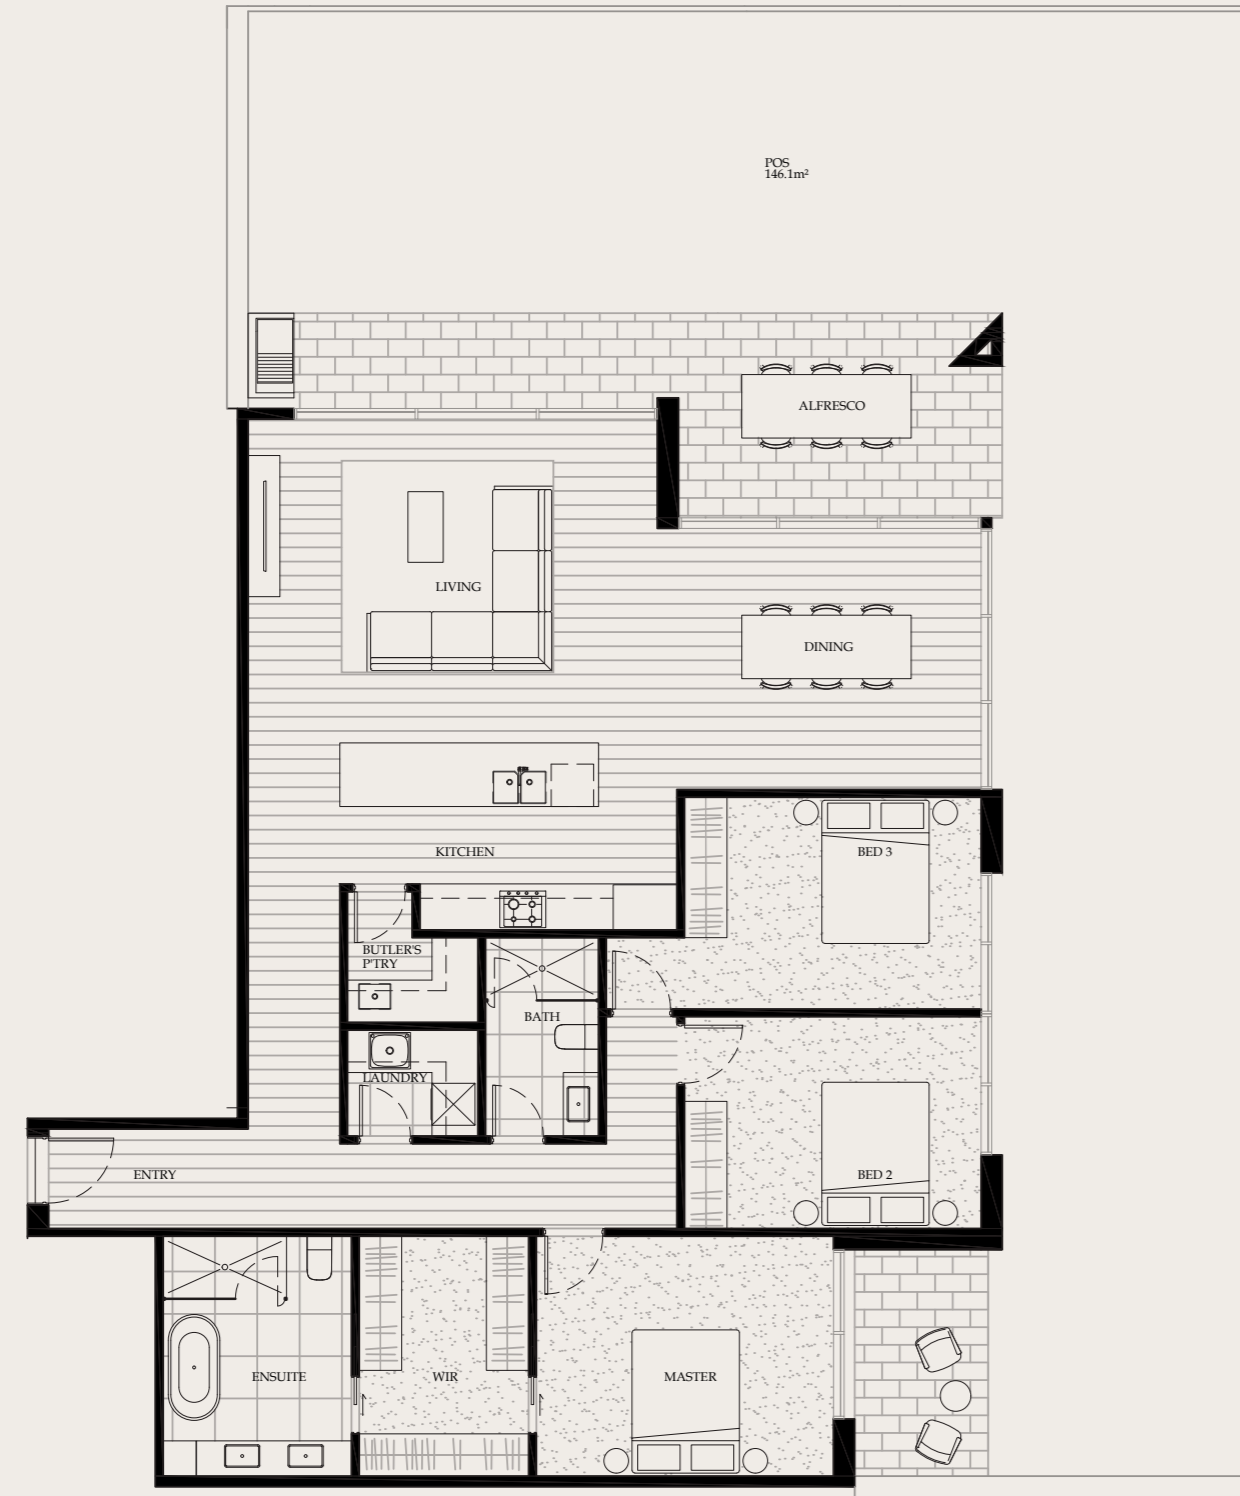 POS
146.1m²
ALFRESCO
LIVING
DINING
KITCHEN
BED 3
BUTLER'S
P'TRY
BATH
LAUNDRY
ENTRY
BED 2
ENSUITE
WIR
MASTER